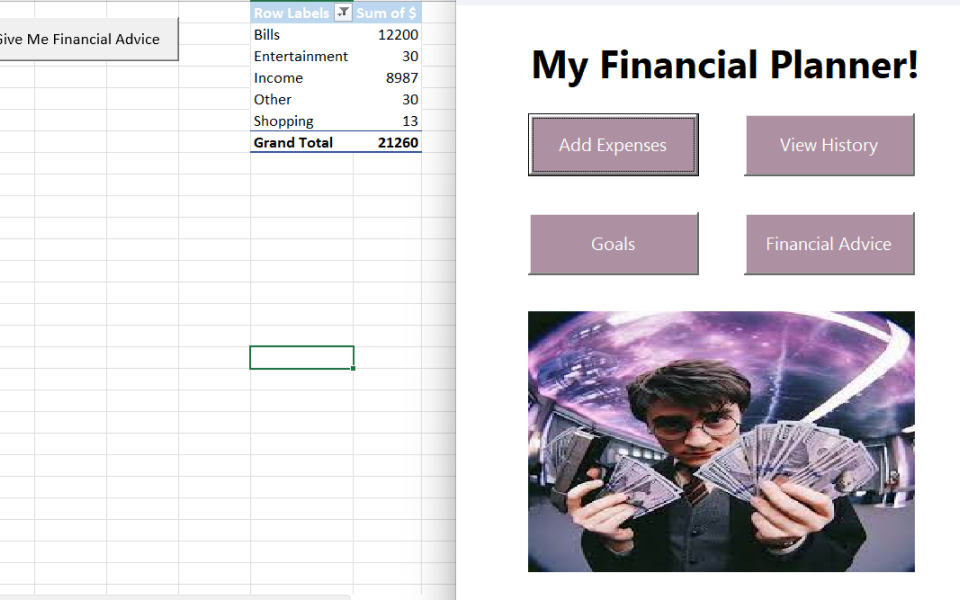 Give Me Financial Advice
Row Labels Sum of $
Bills 12200
Entertainment 30
Income 8987
Other 30
Shopping 13
Grand Total 21260
My Financial Planner!
Add Expenses View History
Goals Financial Advice